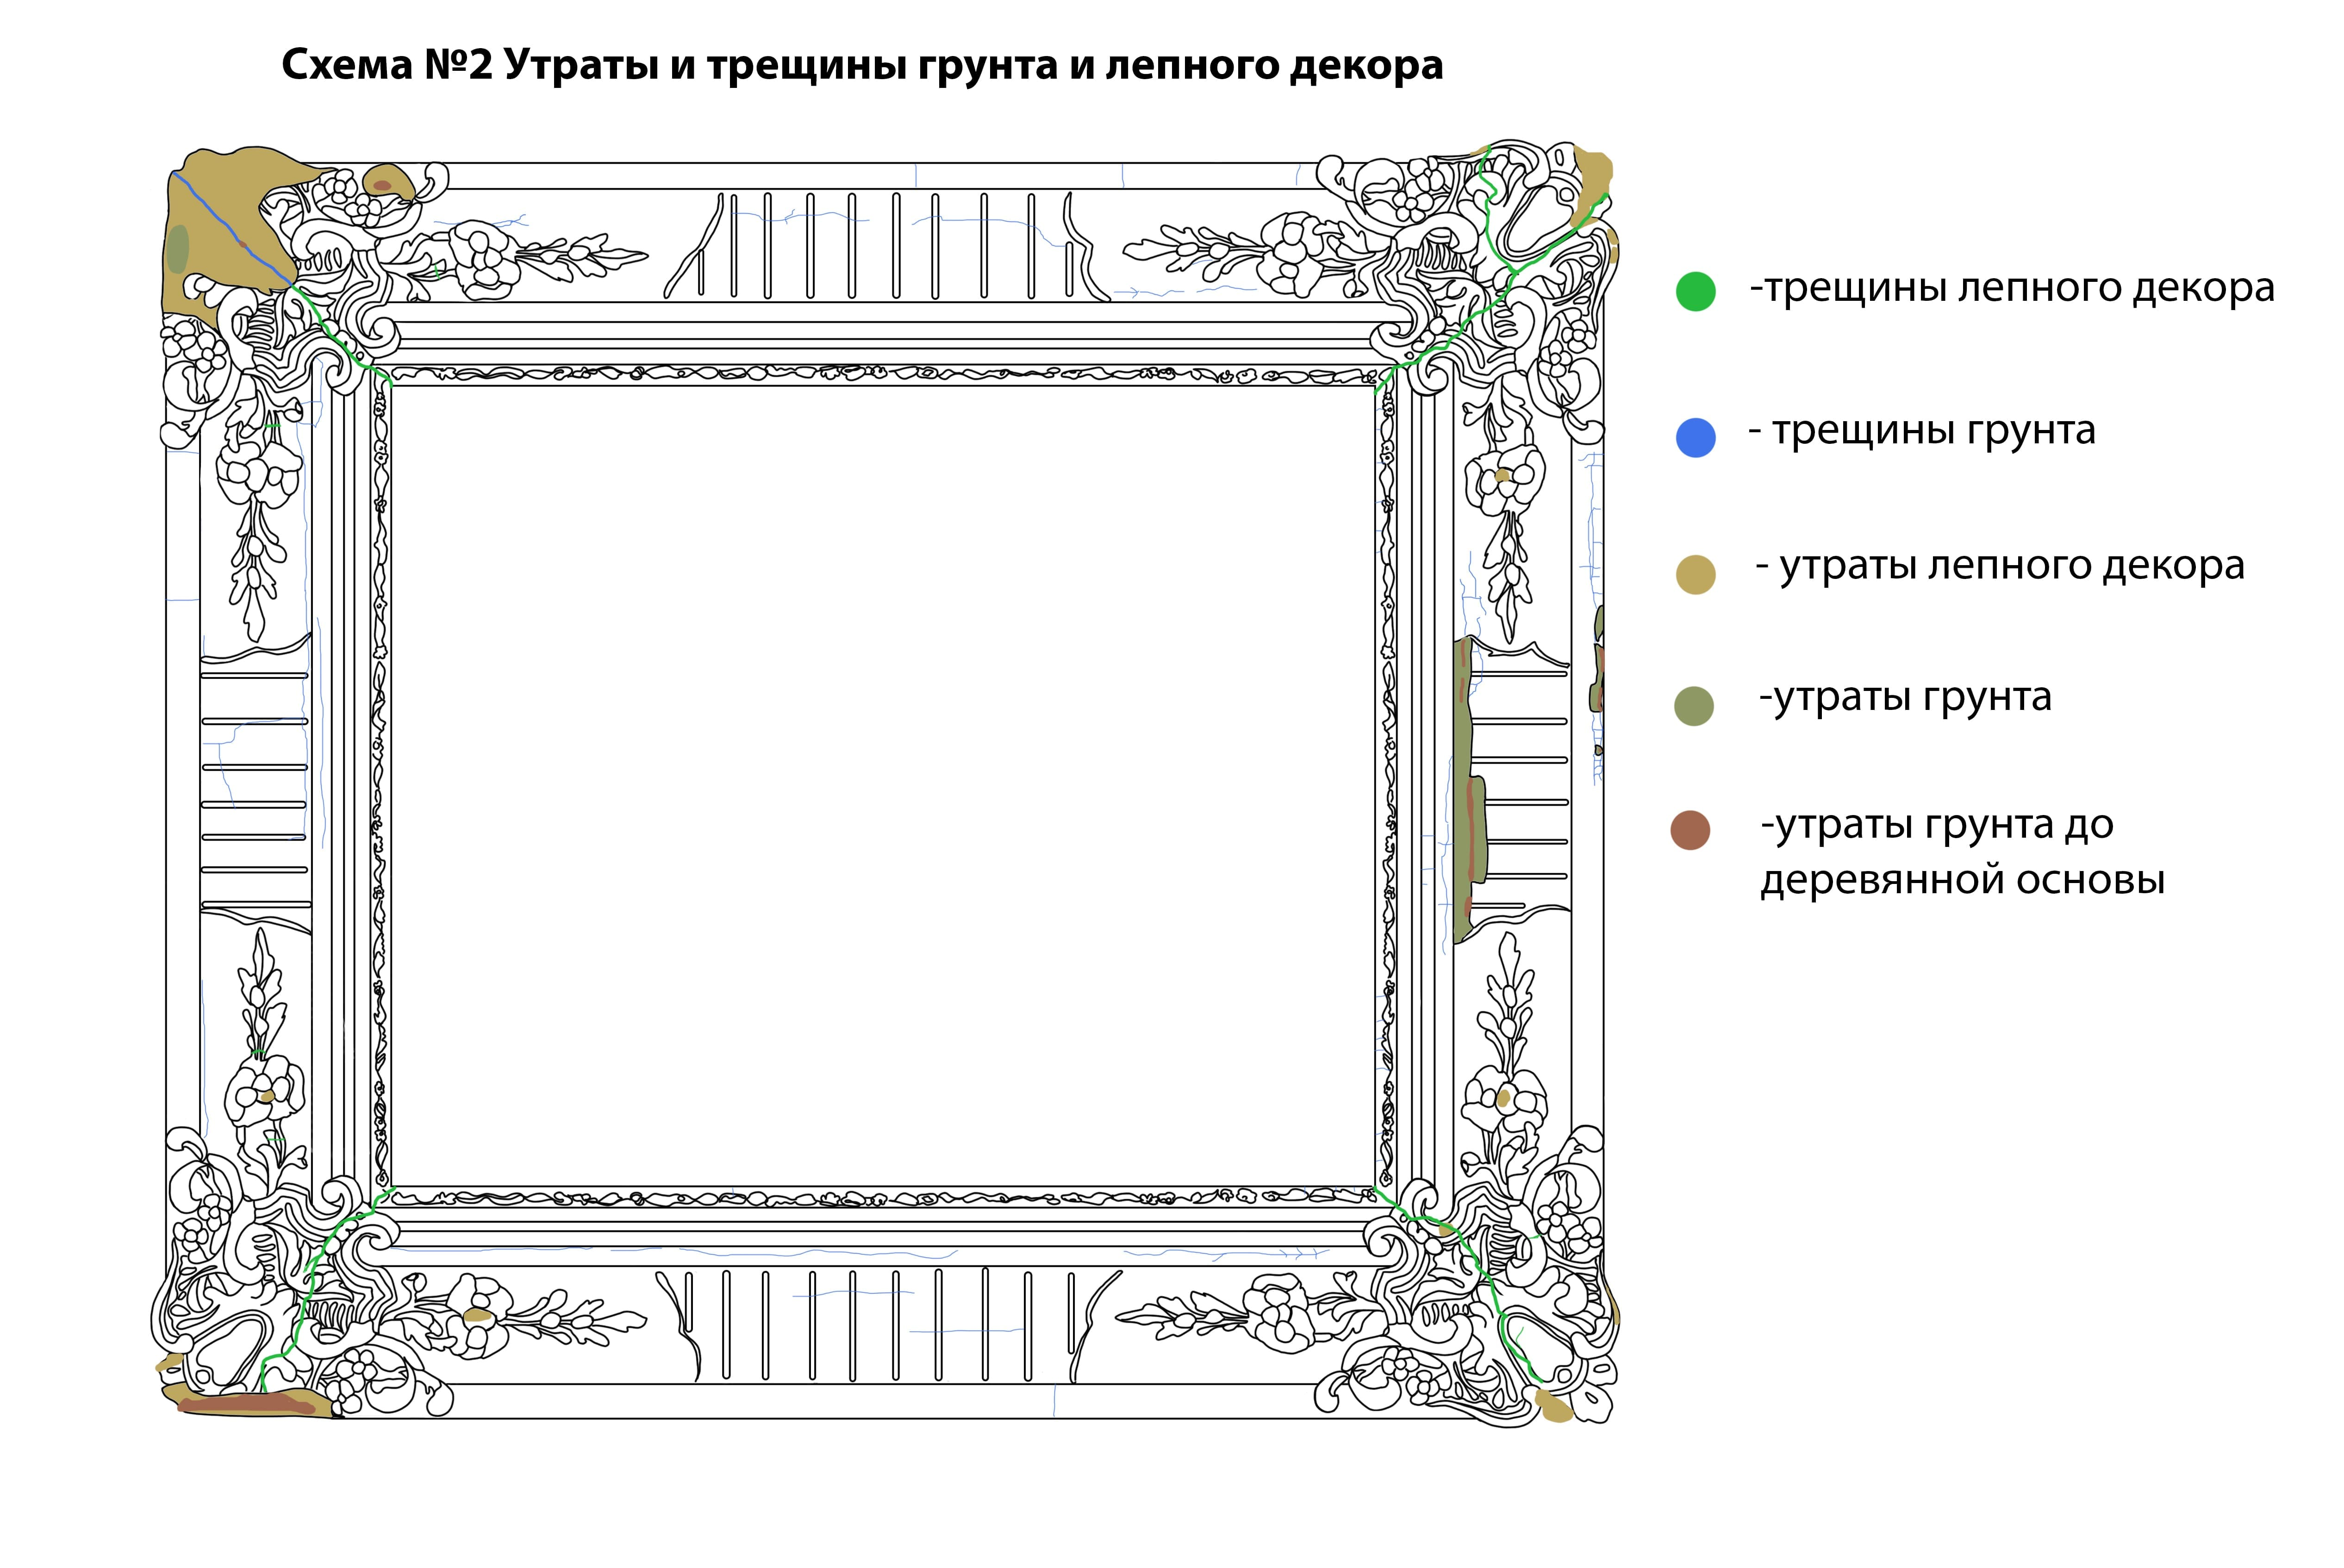 Схема №2 Утраты и трещины грунта и лепного декора
-трещины лепного декора
- трещины грунта
- утраты лепного декора
-утраты грунта
-утраты грунта до
деревянной основы